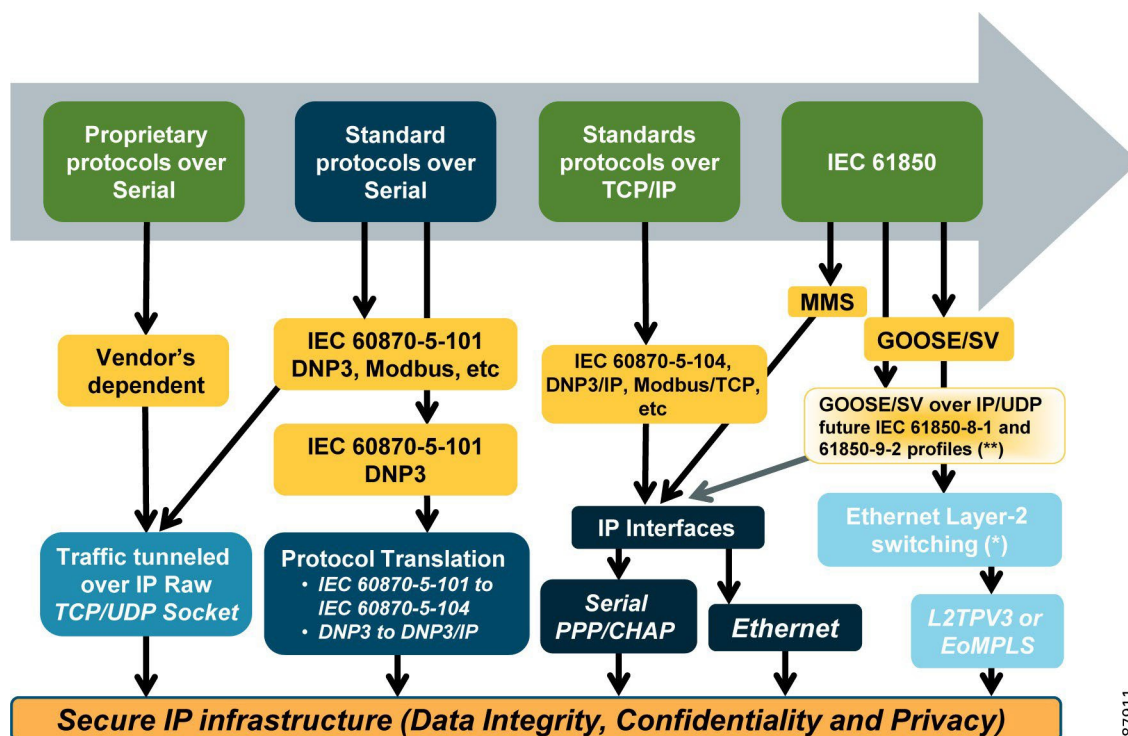 Proprietary
protocols over
Serial
Standard
protocols over
Serial
Standards
protocols over
TCP/IP
IEC 61850
MMS
Vendor's
dependent
IEC 60870-5-101
DNP3, Modbus, etc
IEC 60870-5-104,
DNP3/IP, Modbus/TCP,
etc
GOOSE/SV
GOOSE/SV over IP/UDP
future IEC 61850-8-1 and
61850-9-2 profiles (**)
IEC 60870-5-101
DNP3
Traffic tunneled
over IP Raw
TCP/UDP Socket
Protocol Translation
• IEC 60870-5-101 to
IEC 60870-5-104
• DNP3 to DNP3/IP
IP Interfaces
Serial
PPP/CHAP
Ethernet
Ethernet Layer-2
switching (*)
L2TPV3 or
EoMPLS
Secure IP infrastructure (Data Integrity, Confidentiality and Privacy)